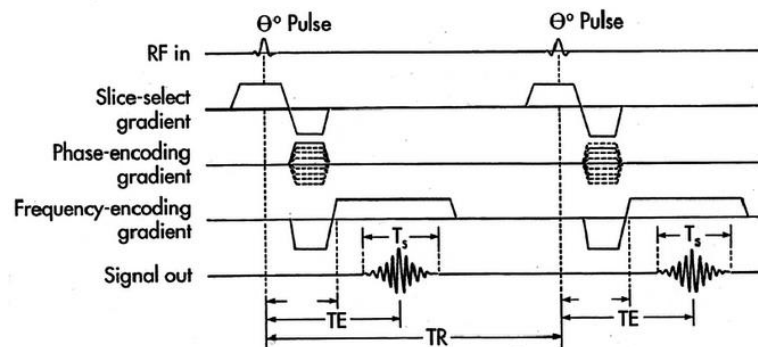 Θ° Pulse Θ° Pulse
RF in
Slice-select
gradient
Phase-encoding
gradient
Frequency-encoding
gradient
Ts Ts
Signal out
TE TE
TR